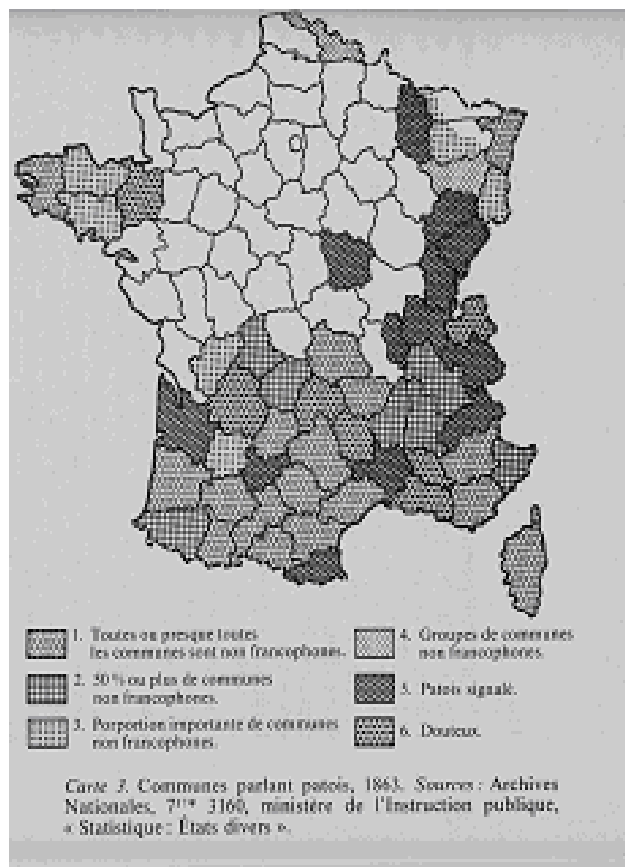 1. Toutes ou presque toutes
les communes sont non francophones.
2. 50 % ou plus de communes
non francophones.
3. Porportion importante de communes
non francophones.
4. Groupes de communes
non francophones.
5. Patois signalé.
6. Douteux.
Carte 3. Communes parlant patois, 1863. Sources : Archives
Nationales, 3160, ministère de l'Instruction publique,
« Statistique : États divers ».